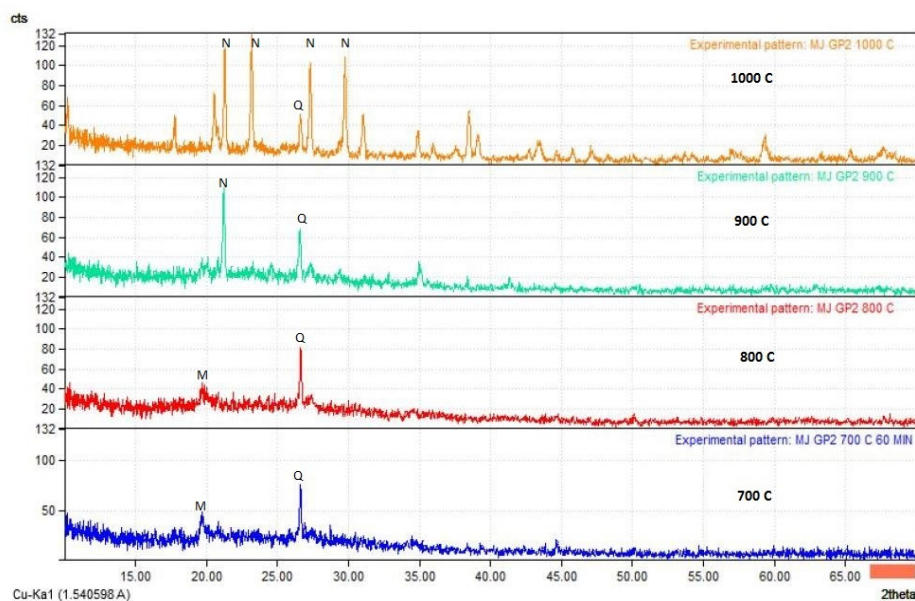 cts
132
120
100
80
60
40
20
N N N N
Q
Experimental pattern: MJ GP2 1000 C
1000 C
132
120
100
80
60
40
20
N
Q
Experimental pattern: MJ GP2 900 C
900 C
132
120
100
80
60
40
20
M
Q
Experimental pattern: MJ GP2 800 C
800 C
132
100
50
M
Q
Experimental pattern: MJ GP2 700 C 60 MIN
700 C
15.00 20.00 25.00 30.00 35.00 40.00 45.00 50.00 55.00 60.00 65.00
Cu-Ka1 (1.540598 A) 2theta